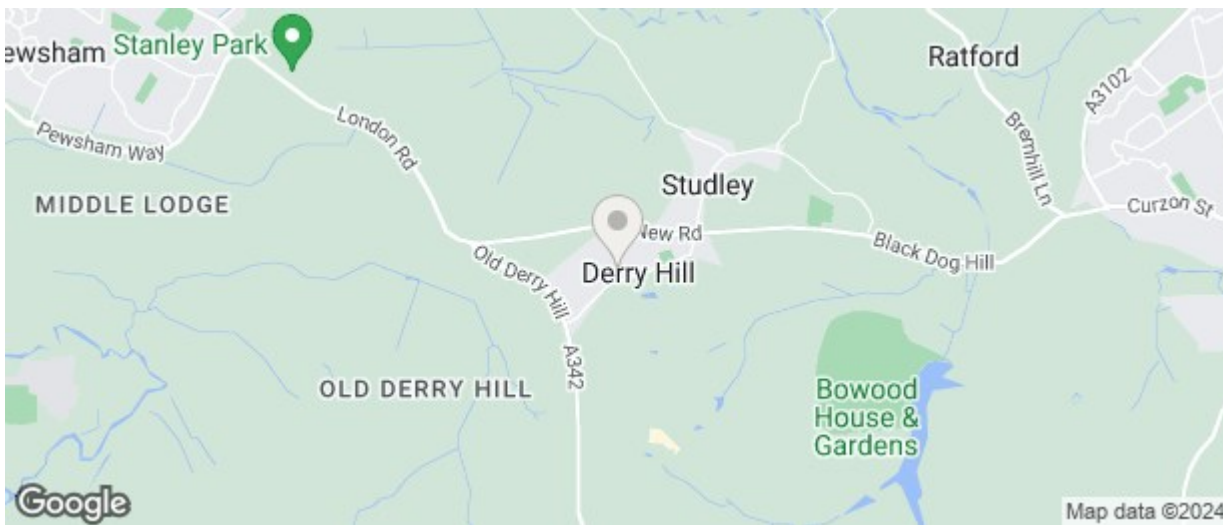 ewsham
Stanley Park
Ratford
A3102
London Rd
Pewsham Way
Bremhill Ln
Studley
MIDDLE LODGE
Curzon St
New Rd
Black Dog Hill
Old Derry Hill
Derry Hill
A342
OLD DERRY HILL
Bowood
House &
Gardens
Google
Map data ©2024